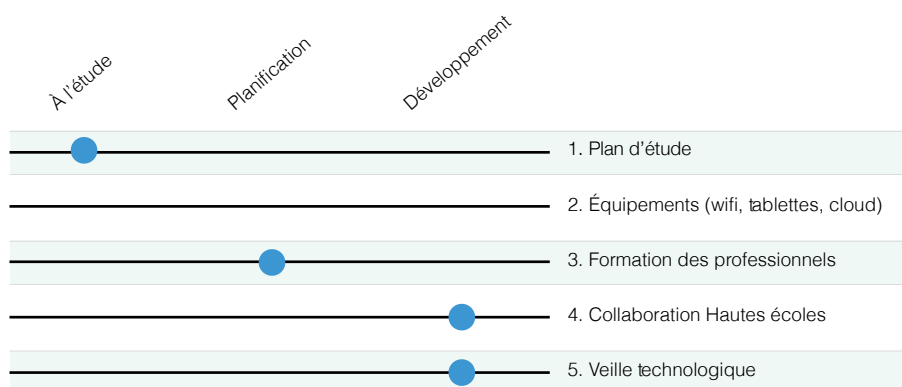 À l'étude
Planification
Développement
1. Plan d'étude
2. Équipements (wifi, tablettes, cloud)
3. Formation des professionnels
4. Collaboration Hautes écoles
5. Veille technologique